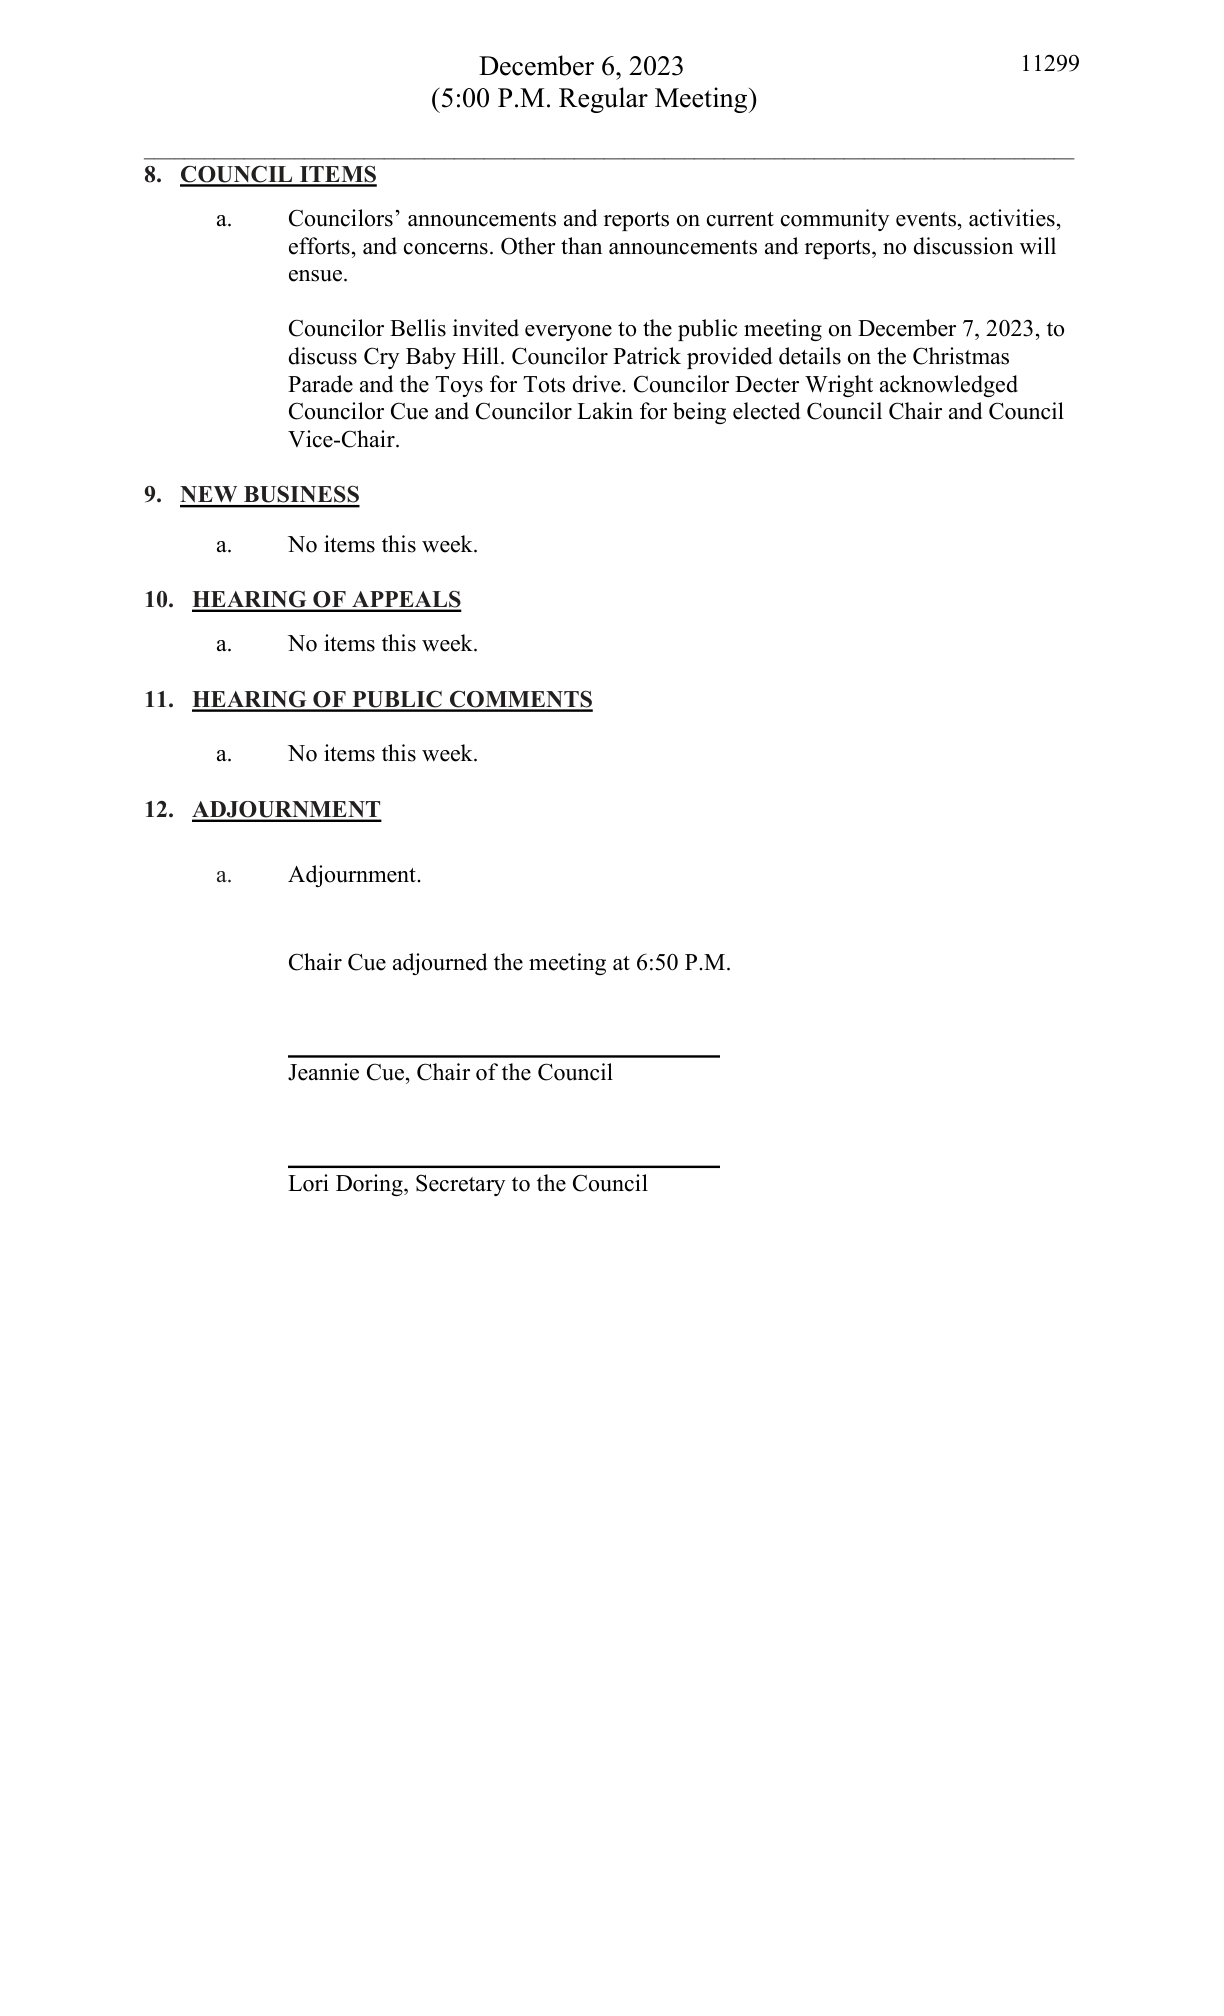 December 6, 2023
11299
(5:00 P.M. Regular Meeting)
8. COUNCIL ITEMS
a. Councilors’ announcements and reports on current community events, activities,
efforts, and concerns. Other than announcements and reports, no discussion will
ensue.
Councilor Bellis invited everyone to the public meeting on December 7, 2023, to
discuss Cry Baby Hill. Councilor Patrick provided details on the Christmas
Parade and the Toys for Tots drive. Councilor Decter Wright acknowledged
Councilor Cue and Councilor Lakin for being elected Council Chair and Council
Vice-Chair.
9. NEW BUSINESS
a. No items this week.
10. HEARING OF APPEALS
a. No items this week.
11. HEARING OF PUBLIC COMMENTS
a. No items this week.
12. ADJOURNMENT
a. Adjournment.
Chair Cue adjourned the meeting at 6:50 P.M.
Jeannie Cue, Chair of the Council
Lori Doring, Secretary to the Council